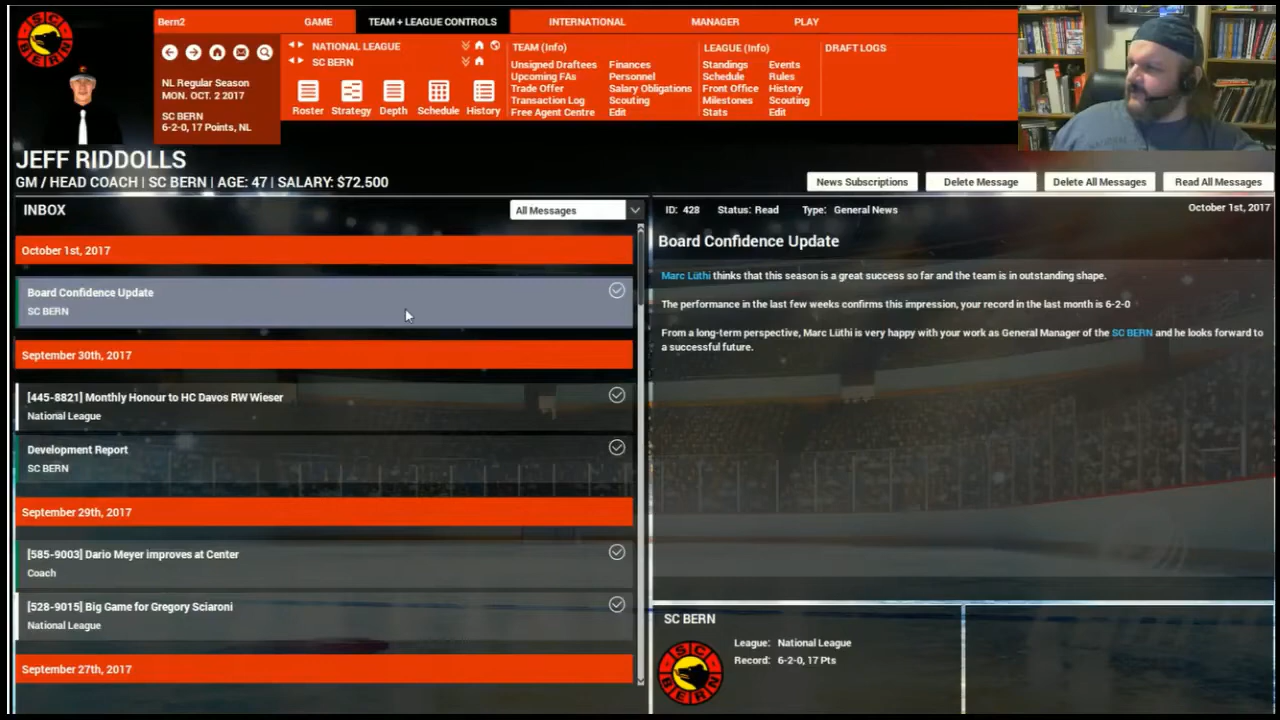 Bern2
GAME
TEAM + LEAGUE CONTROLS
INTERNATIONAL
MANAGER
PLAY
SC
BERN
NL Regular Season
MON. OCT. 2 2017
SC BERN
6-2-0, 17 Points, NL
NATIONAL LEAGUE
SC BERN
Roster
Strategy
Depth
Schedule
History
TEAM (Info)
Unsigned Draftees
Finances
Upcoming FAs
Personnel
Trade Offer
Salary Obligations
Transaction Log
Scouting
Free Agent Centre
Edit
LEAGUE (Info)
Standings
Events
Schedule
Rules
Front Office
History
Milestones
Scouting
Stats
Edit
DRAFT LOGS
JEFF RIDDOLLS
GM / HEAD COACH | SC BERN | AGE: 47 | SALARY: $72,500
News Subscriptions
Delete Message
Delete All Messages
Read All Messages
INBOX
All Messages
October 1st, 2017
Board Confidence Update
SC BERN
September 30th, 2017
[445-8821] Monthly Honour to HC Davos RW Wieser
National League
Development Report
SC BERN
September 29th, 2017
[585-9003] Dario Meyer improves at Center
Coach
[528-9015] Big Game for Gregory Sciaroni
National League
September 27th, 2017
ID: 428
Status: Read
Type: General News
October 1st, 2017
Board Confidence Update
Marc Lüthi thinks that this season is a great success so far and the team is in outstanding shape.
The performance in the last few weeks confirms this impression, your record in the last month is 6-2-0
From a long-term perspective, Marc Lüthi is very happy with your work as General Manager of the SC BERN and he looks forward to
a successful future.
SC BERN
SC
BERN
League: National League
Record: 6-2-0, 17 Pts